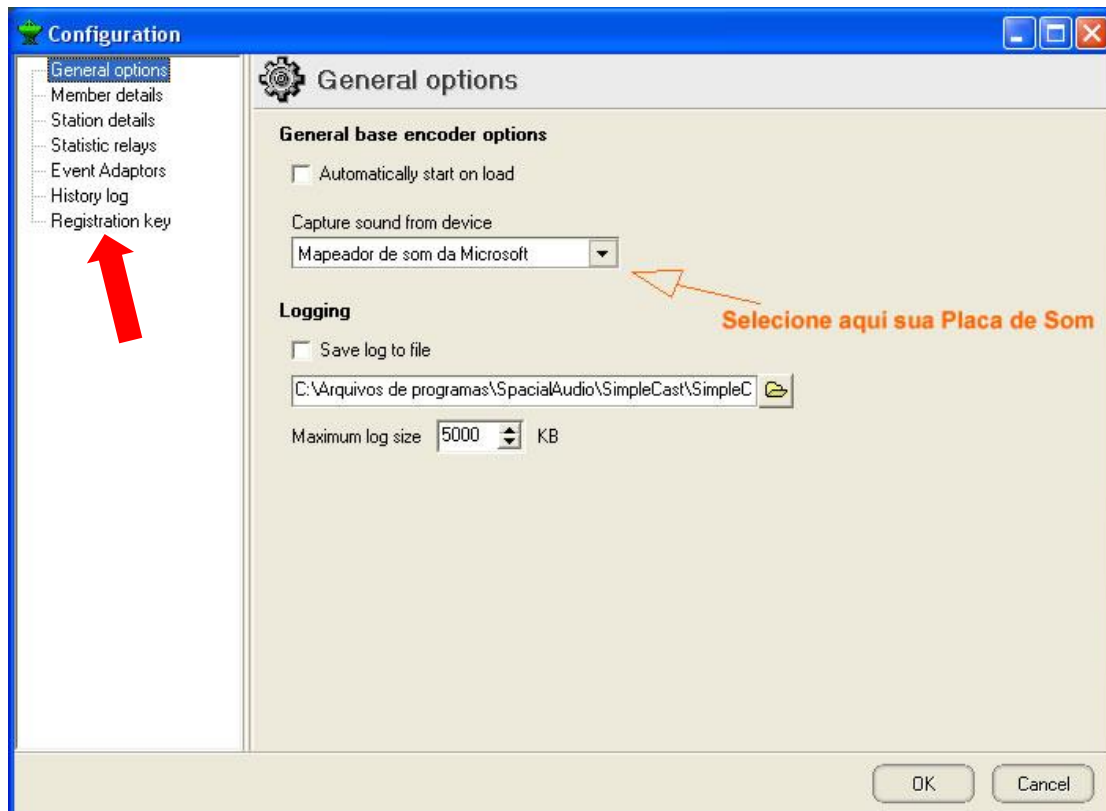 Configuration
General options
Member details
Station details
Statistic relays
Event Adaptors
History log
Registration key
General options
General base encoder options
Automatically start on load
Capture sound from device
Mapeador de som da Microsoft
Selecione aqui sua Placa de Som
Logging
Save log to file
C:\Arquivos de programas\SpacialAudio\SimpleCast\SimpleC
Maximum log size 5000 KB
OK Cancel